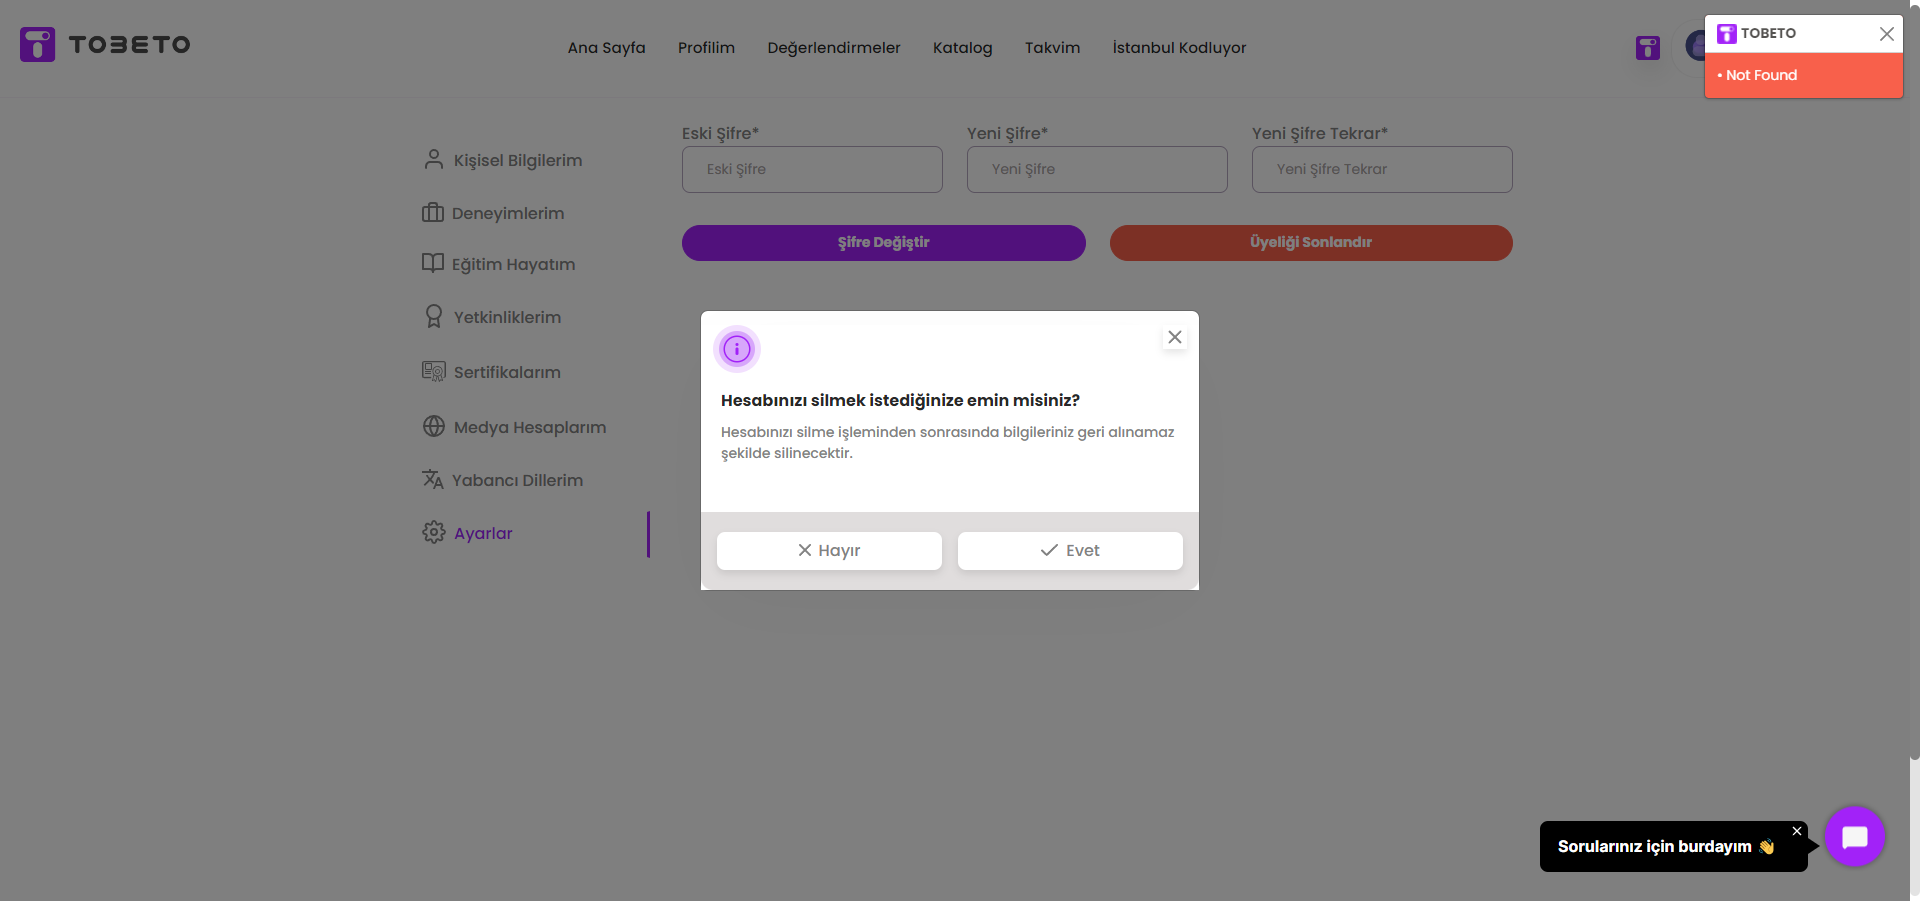 TOBETO
Ana Sayfa
Profilim
Değerlendirmeler
Katalog
Takvim
İstanbul Kodluyor
TOBETO
• Not Found
Kişisel Bilgilerim
Deneyimlerim
Eğitim Hayatım
Yetkinliklerim
Sertifikalarım
Medya Hesaplarım
Yabancı Dillerim
Ayarlar
Eski Şifre*
Yeni Şifre*
Yeni Şifre Tekrar*
Eski Şifre
Yeni Şifre
Yeni Şifre Tekrar
Şifre Değiştir
Üyeliği Sonlandır
Hesabınızı silmek istediğinize emin misiniz?
Hesabınızı silme işleminden sonrasında bilgileriniz geri alınamaz
şekilde silinecektir.
Hayır
Evet
Sorularınız için burdayım 👋